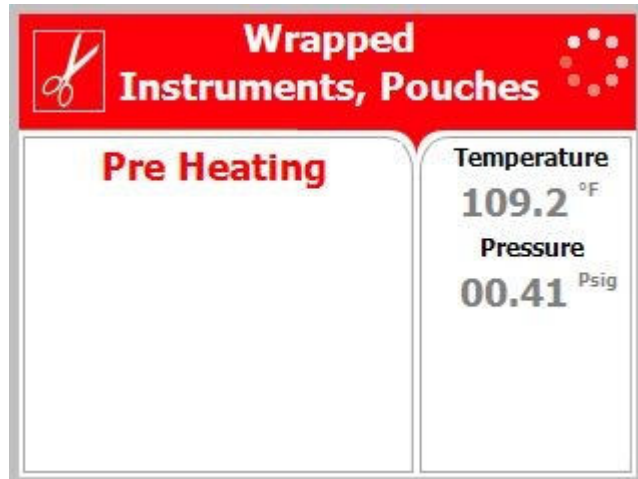 Wrapped
Instruments, Pouches
Pre Heating
Temperature
109.2 °F
Pressure
00.41 Psig